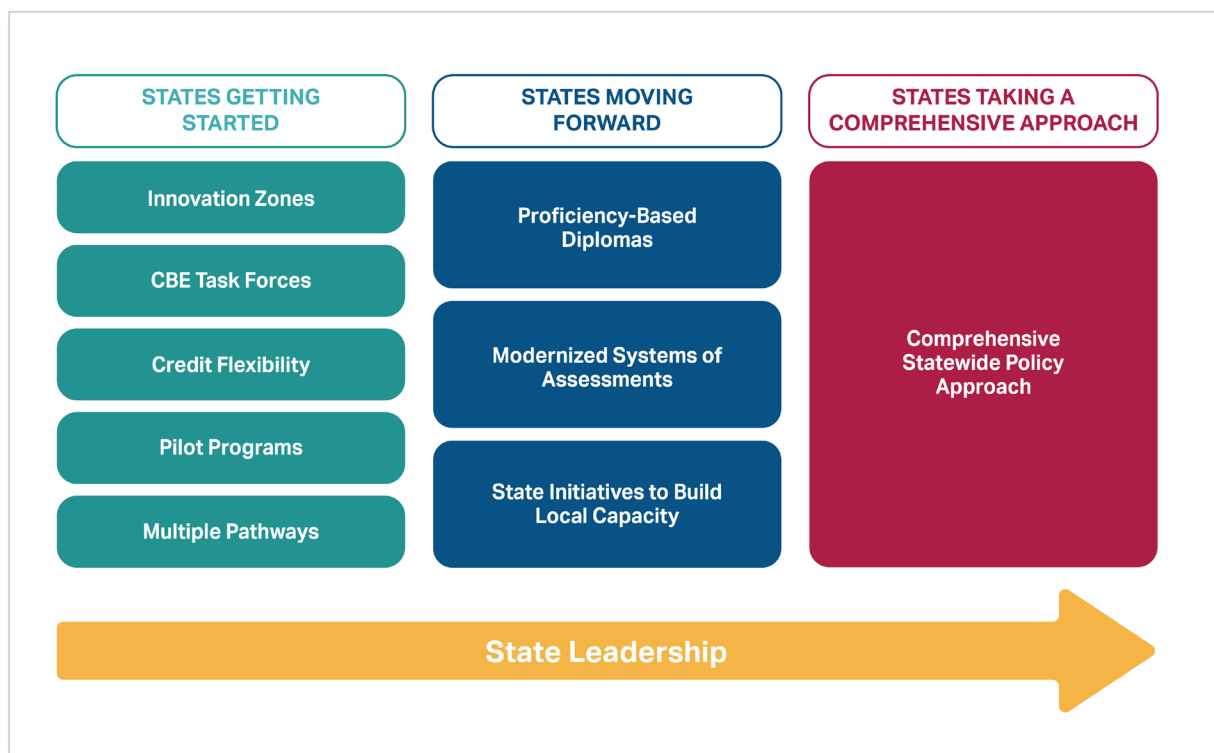 STATES GETTING
STARTED
Innovation Zones
CBE Task Forces
Credit Flexibility
Pilot Programs
Multiple Pathways
STATES MOVING
FORWARD
Proficiency-Based
Diplomas
Modernized Systems of
Assessments
State Initiatives to Build
Local Capacity
STATES TAKING A
COMPREHENSIVE APPROACH
Comprehensive
Statewide Policy
Approach
State Leadership